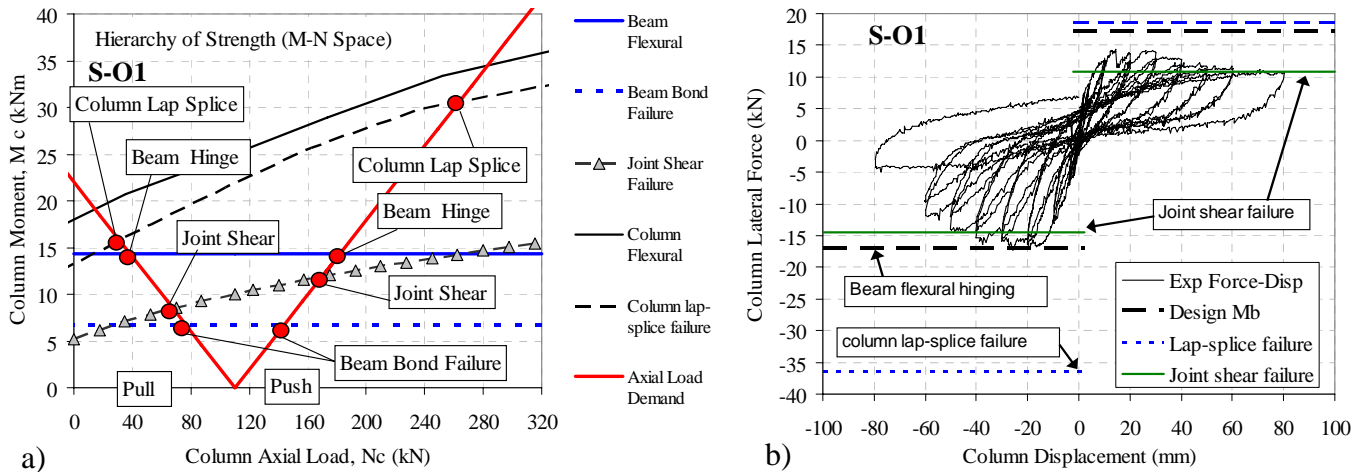 a)
Column Moment, M c (kNm)
40
35
30
25
20
15
10
5
0
Hierarchy of Strength (M-N Space)
S-O1
Column Lap Splice
Beam Hinge
Joint Shear
Column Lap Splice
Beam Hinge
Joint Shear
Beam Bond Failure
Pull
Push
0 40 80 120 160 200 240 280 320
Column Axial Load, Nc (kN)
Beam
Flexural
Beam Bond
Failure
Joint Shear
Failure
Column
Flexural
Column lap-
splice failure
Axial Load
Demand
b)
Column Lateral Force (kN)
20
15
10
5
0
-5
-10
-15
-20
-25
-30
-35
-40
S-O1
Joint shear failure
Beam flexural hinging
column lap-splice failure
Exp Force-Disp
Design Mb
Lap-splice failure
Joint shear failure
-100 -80 -60 -40 -20 0 20 40 60 80 100
Column Displacement (mm)